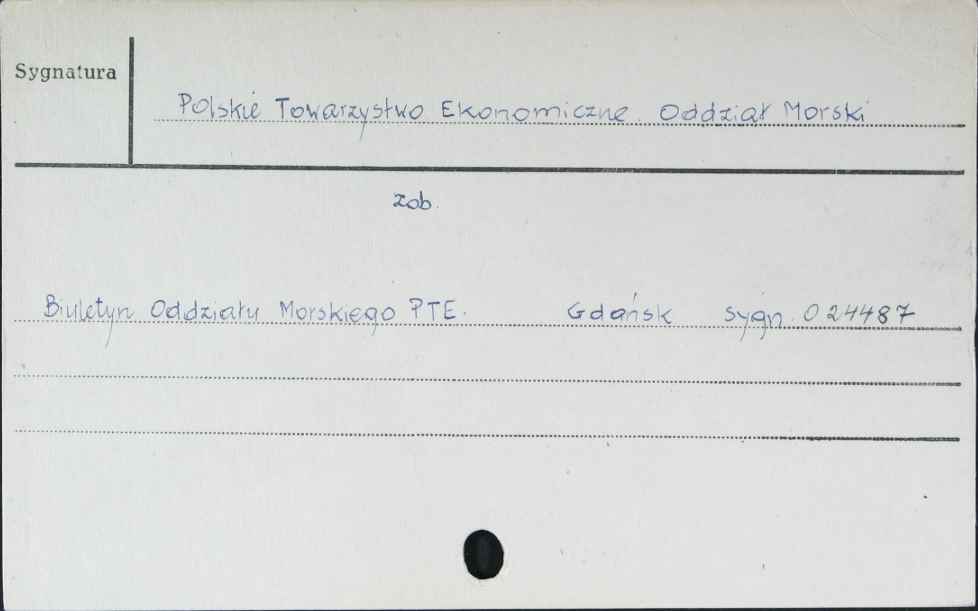 Sygnatura
Polskie Towarzystwo Ekonomiczne. Oddział Morski
zob.
Biuletyn Oddziału Morskiego PTE. Gdańsk sygn. 024487